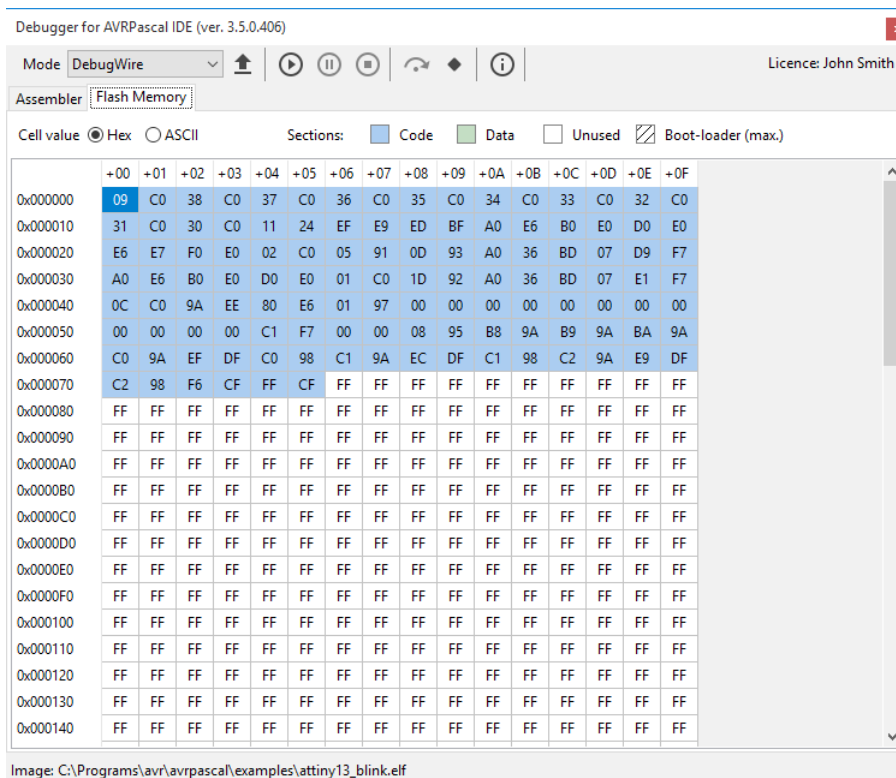 Debugger for AVRPascal IDE (ver. 3.5.0.406)
Mode DebugWire Licence: John Smith
Assembler Flash Memory
Cell value Hex ASCII Sections: Code Data Unused Boot-loader (max.)
+00 +01 +02 +03 +04 +05 +06 +07 +08 +09 +0A +0B +0C +0D +0E +0F
0x000000 09 C0 38 C0 37 C0 36 C0 35 C0 34 C0 33 C0 32 C0
0x000010 31 C0 30 C0 11 24 EF E9 ED BF A0 E6 B0 E0 D0 E0
0x000020 E6 E7 F0 E0 02 C0 05 91 0D 93 A0 36 BD 07 D9 F7
0x000030 A0 E6 B0 E0 D0 E0 01 C0 1D 92 A0 36 BD 07 E1 F7
0x000040 0C C0 9A EE 80 E6 01 97 00 00 00 00 00 00 00 00
0x000050 00 00 00 00 C1 F7 00 00 08 95 B8 9A B9 9A BA 9A
0x000060 C0 9A EF DF C0 98 C1 9A EC DF C1 98 C2 9A E9 DF
0x000070 C2 98 F6 CF FF CF FF FF FF FF FF FF FF FF FF FF
0x000080 FF FF FF FF FF FF FF FF FF FF FF FF FF FF FF FF
0x000090 FF FF FF FF FF FF FF FF FF FF FF FF FF FF FF FF
0x0000A0 FF FF FF FF FF FF FF FF FF FF FF FF FF FF FF FF
0x0000B0 FF FF FF FF FF FF FF FF FF FF FF FF FF FF FF FF
0x0000C0 FF FF FF FF FF FF FF FF FF FF FF FF FF FF FF FF
0x0000D0 FF FF FF FF FF FF FF FF FF FF FF FF FF FF FF FF
0x0000E0 FF FF FF FF FF FF FF FF FF FF FF FF FF FF FF FF
0x0000F0 FF FF FF FF FF FF FF FF FF FF FF FF FF FF FF FF
0x000100 FF FF FF FF FF FF FF FF FF FF FF FF FF FF FF FF
0x000110 FF FF FF FF FF FF FF FF FF FF FF FF FF FF FF FF
0x000120 FF FF FF FF FF FF FF FF FF FF FF FF FF FF FF FF
0x000130 FF FF FF FF FF FF FF FF FF FF FF FF FF FF FF FF
0x000140 FF FF FF FF FF FF FF FF FF FF FF FF FF FF FF FF
Image: C:\Programs\avr\avrpascal\examples\attiny13_blink.elf